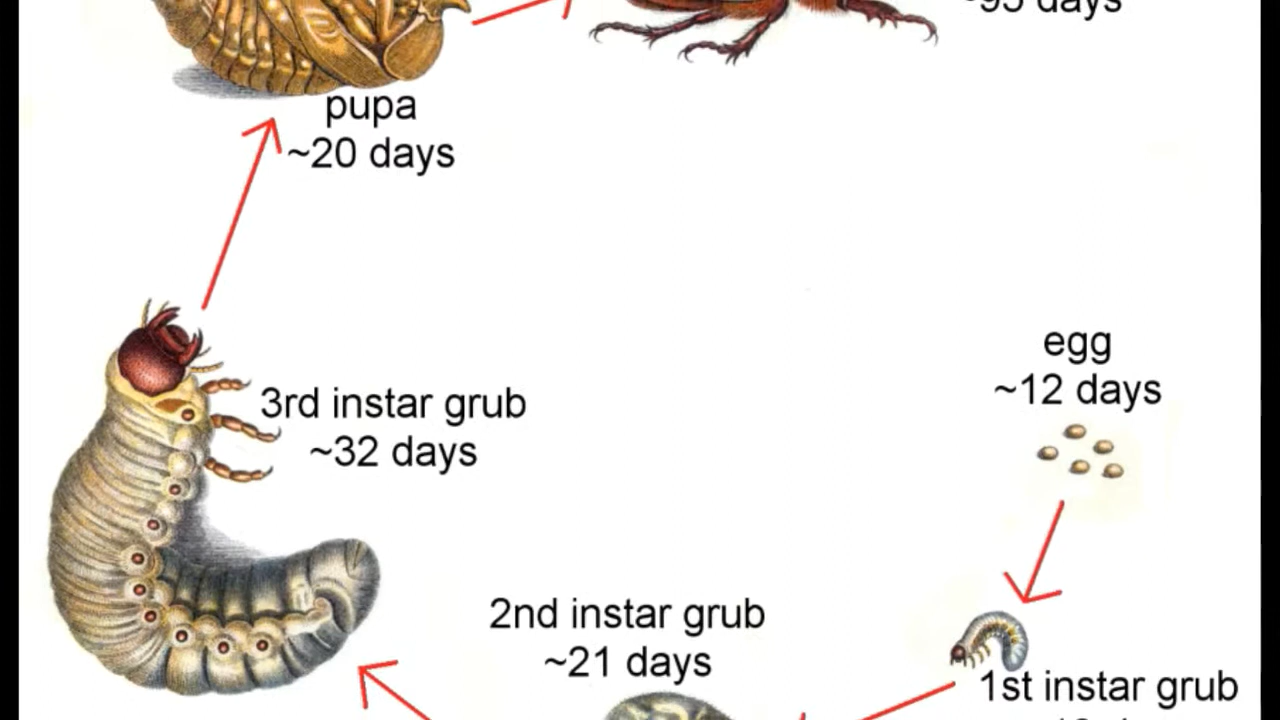 pupa
~20 days
3rd instar grub
~32 days
egg
~12 days
2nd instar grub
~21 days
1st instar grub